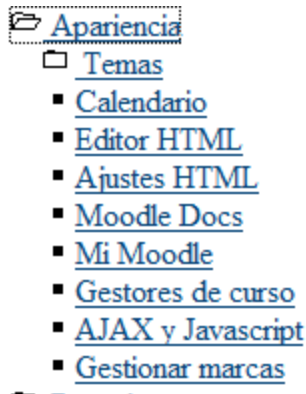 Apariencia
Temas
Calendario
Editor HTML
Ajustes HTML
Moodle Docs
Mi Moodle
Gestores de curso
AJAX y Javascript
Gestionar marcas